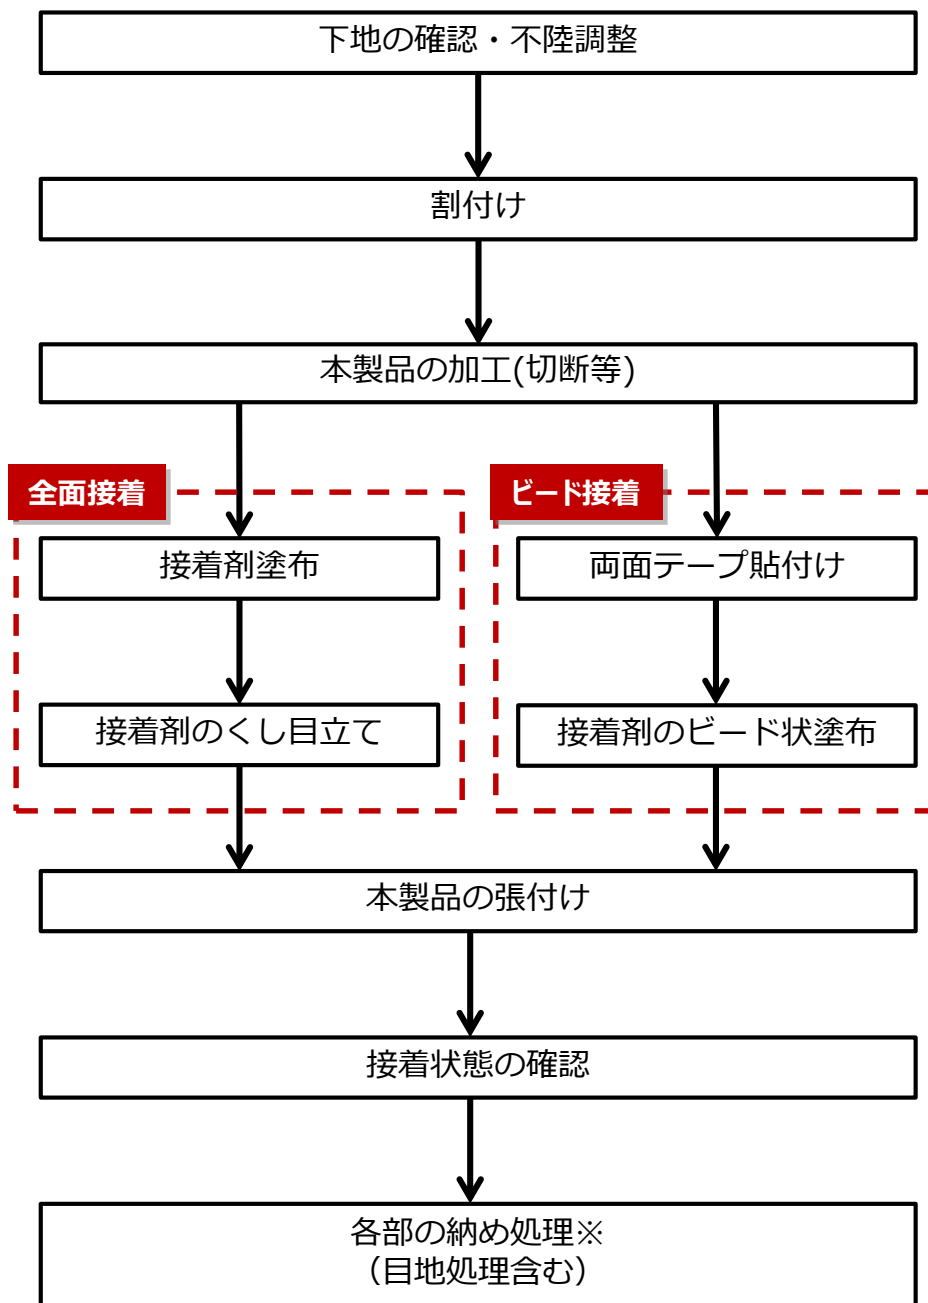 下地の確認・不陸調整
割付け
本製品の加工(切断等)
全面接着
接着剤塗布
接着剤のくし目立て
ビード接着
両面テープ貼付け
接着剤のビード状塗布
本製品の張付け
接着状態の確認
各部の納め処理※
（目地処理含む）